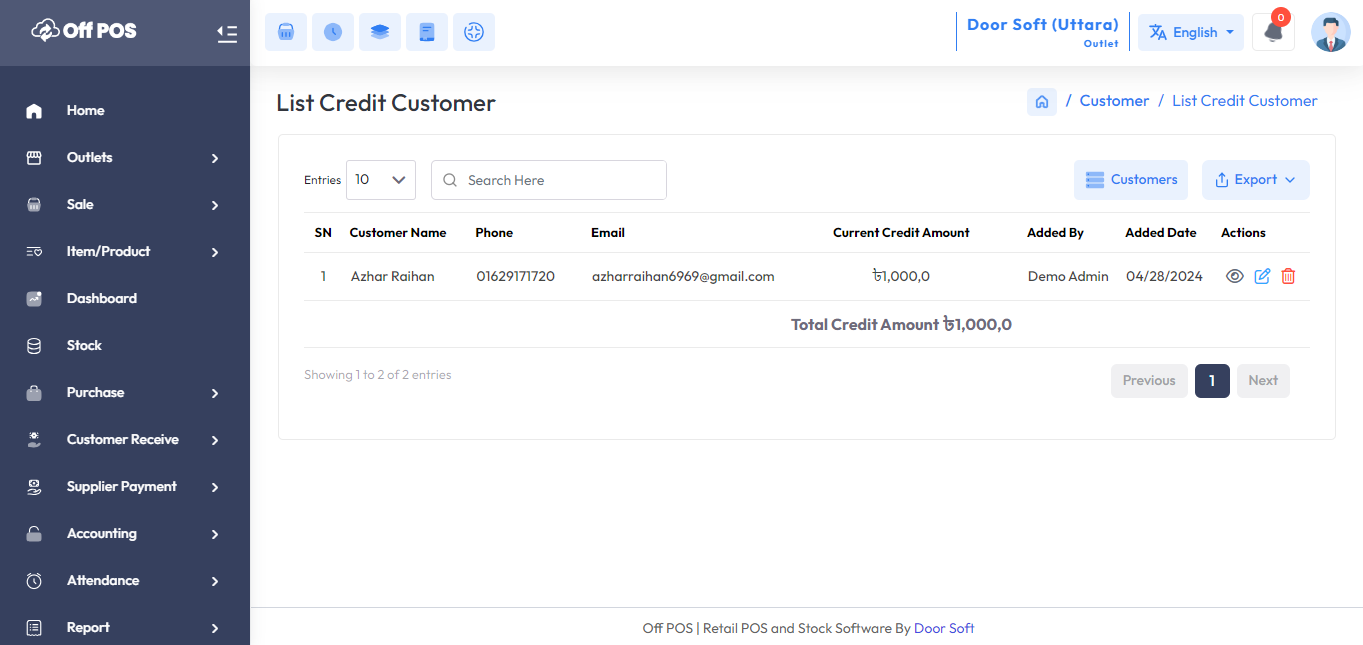 Off POS
Door Soft (Uttara)
Outlet
English
0
Home
Outlets
Sale
Item/Product
Dashboard
Stock
Purchase
Customer Receive
Supplier Payment
Accounting
Attendance
Report
List Credit Customer
/ Customer / List Credit Customer
Entries 10 Search Here Customers Export
SN Customer Name Phone Email Current Credit Amount Added By Added Date Actions
1 Azhar Raihan 01629171720 azharraihan6969@gmail.com ৳1,000,0 Demo Admin 04/28/2024
Total Credit Amount ৳1,000,0
Showing 1 to 2 of 2 entries
Previous 1 Next
Off POS | Retail POS and Stock Software By Door Soft